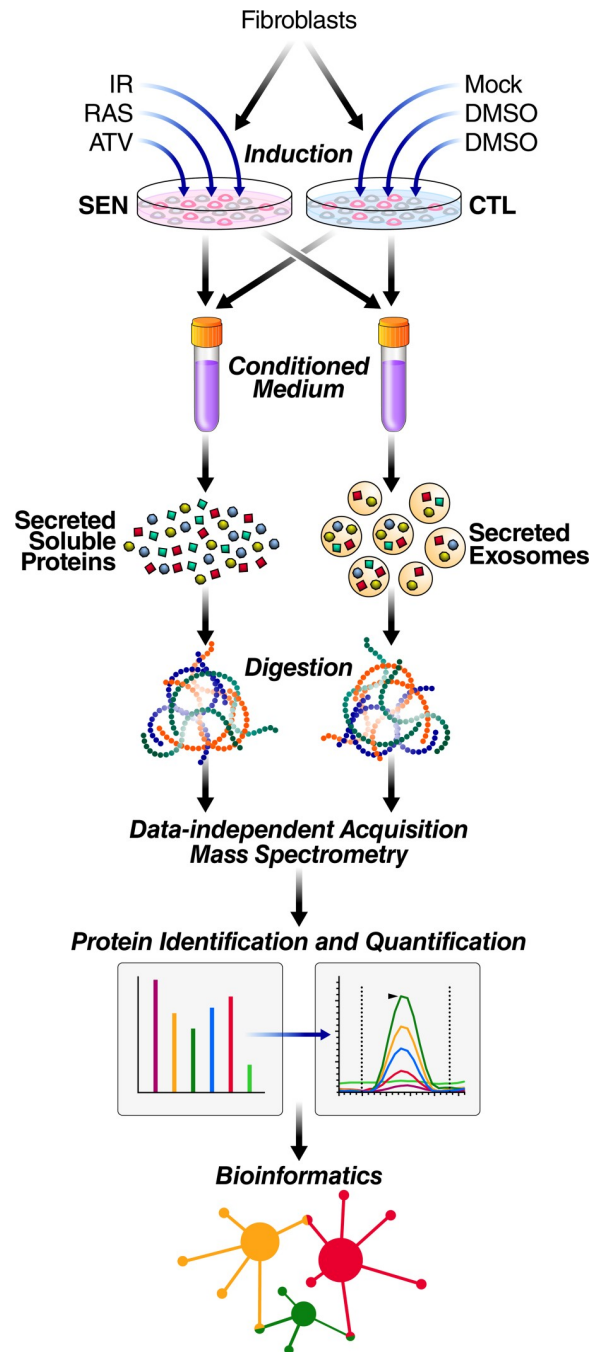 Fibroblasts
IR
RAS
ATV
Mock
DMSO
DMSO
Induction
SEN
CTL
Conditioned
Medium
Secreted
Soluble
Proteins
Secreted
Exosomes
Digestion
Data-independent Acquisition
Mass Spectrometry
Protein Identification and Quantification
Bioinformatics